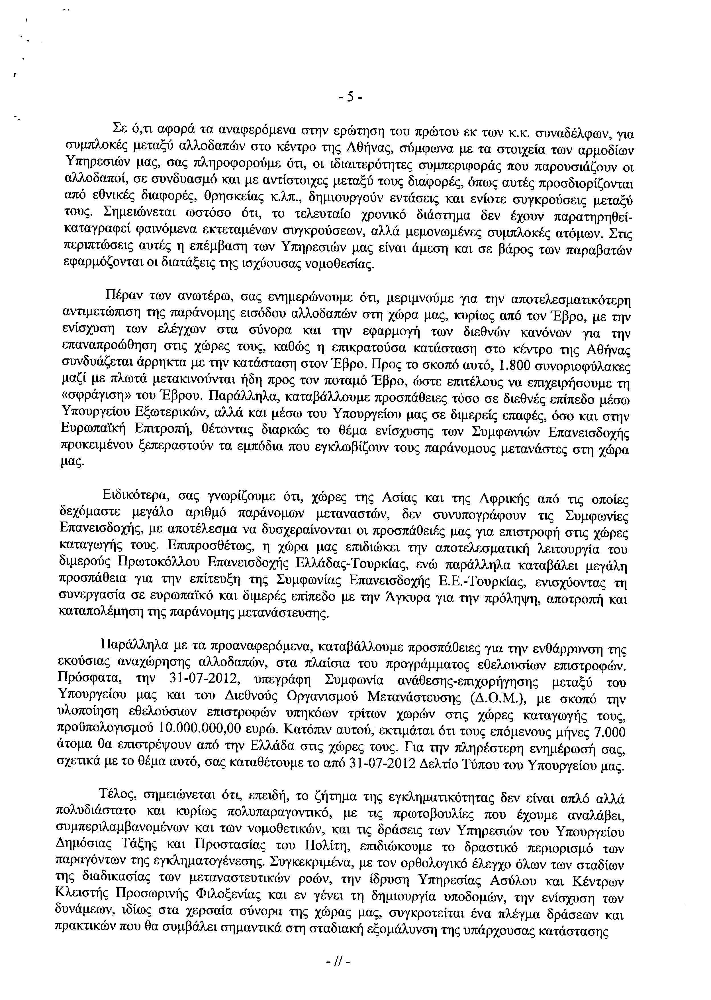 - 5 -
Σε ό,τι αφορά τα αναφερόμενα στην ερώτηση του πρώτου εκ των κ.κ. συναδέλφων, για
συμπλοκές μεταξύ αλλοδαπών στο κέντρο της Αθήνας, σύμφωνα με τα στοιχεία των αρμοδίων
Υπηρεσιών μας, σας πληροφορούμε ότι, οι ιδιαιτερότητες συμπεριφοράς που παρουσιάζουν οι
αλλοδαποί, σε συνδυασμό και με αντίστοιχες μεταξύ τους διαφορές, όπως αυτές προσδιορίζονται
από εθνικές διαφορές, θρησκείας κ.λπ., δημιουργούν εντάσεις και ενίοτε συγκρούσεις μεταξύ
τους. Σημειώνεται ωστόσο ότι, το τελευταίο χρονικό διάστημα δεν έχουν παρατηρηθεί-
καταγραφεί φαινόμενα εκτεταμένων συγκρούσεων, αλλά μεμονωμένες συμπλοκές ατόμων. Στις
περιπτώσεις αυτές η επέμβαση των Υπηρεσιών μας είναι άμεση και σε βάρος των παραβατών
εφαρμόζονται οι διατάξεις της ισχύουσας νομοθεσίας.
Πέραν των ανωτέρω, σας ενημερώνουμε ότι, μεριμνούμε για την αποτελεσματικότερη
αντιμετώπιση της παράνομης εισόδου αλλοδαπών στη χώρα μας, κυρίως από τον Έβρο, με την
ενίσχυση των ελέγχων στα σύνορα και την εφαρμογή των διεθνών κανόνων για την
επαναπροώθηση στις χώρες τους, καθώς η επικρατούσα κατάσταση στο κέντρο της Αθήνας
συνδυάζεται άρρηκτα με την κατάσταση στον Έβρο. Προς το σκοπό αυτό, 1.800 συνοριοφύλακες
μαζί με πλωτά μετακινούνται ήδη προς τον ποταμό Έβρο, ώστε επιτέλους να επιχειρήσουμε τη
«σφράγιση» του Έβρου. Παράλληλα, καταβάλλουμε προσπάθειες τόσο σε διεθνές επίπεδο μέσω
Υπουργείου Εξωτερικών, αλλά και μέσω του Υπουργείου μας σε διμερείς επαφές, όσο και στην
Ευρωπαϊκή Επιτροπή, θέτοντας διαρκώς το θέμα ενίσχυσης των Συμφωνιών Επανεισδοχής
προκειμένου ξεπεραστούν τα εμπόδια που εγκλωβίζουν τους παράνομους μετανάστες στη χώρα
μας.
Ειδικότερα, σας γνωρίζουμε ότι, χώρες της Ασίας και της Αφρικής από τις οποίες
δεχόμαστε μεγάλο αριθμό παράνομων μεταναστών, δεν συνυπογράφουν τις Συμφωνίες
Επανεισδοχής, με αποτέλεσμα να δυσχεραίνονται οι προσπάθειές μας για επιστροφή στις χώρες
καταγωγής τους. Επιπροσθέτως, η χώρα μας επιδιώκει την αποτελεσματική λειτουργία του
διμερούς Πρωτοκόλλου Επανεισδοχής Ελλάδας-Τουρκίας, ενώ παράλληλα καταβάλει μεγάλη
προσπάθεια για την επίτευξη της Συμφωνίας Επανεισδοχής Ε.Ε.-Τουρκίας, ενισχύοντας τη
συνεργασία σε ευρωπαϊκό και διμερές επίπεδο με την Άγκυρα για την πρόληψη, αποτροπή και
καταπολέμηση της παράνομης μετανάστευσης.
Παράλληλα με τα προαναφερόμενα, καταβάλλουμε προσπάθειες για την ενθάρρυνση της
εκούσιας αναχώρησης αλλοδαπών, στα πλαίσια του προγράμματος εθελουσίων επιστροφών.
Πρόσφατα, την 31-07-2012, υπεγράφη Συμφωνία ανάθεσης-επιχορήγησης μεταξύ του
Υπουργείου μας και του Διεθνούς Οργανισμού Μετανάστευσης (Δ.Ο.Μ.), με σκοπό την
υλοποίηση εθελούσιων επιστροφών υπηκόων τρίτων χωρών στις χώρες καταγωγής τους,
προϋπολογισμού 10.000.000,00 ευρώ. Κατόπιν αυτού, εκτιμάται ότι τους επόμενους μήνες 7.000
άτομα θα επιστρέψουν από την Ελλάδα στις χώρες τους. Για την πληρέστερη ενημέρωσή σας,
σχετικά με το θέμα αυτό, σας καταθέτουμε το από 31-07-2012 Δελτίο Τύπου του Υπουργείου μας.
Τέλος, σημειώνεται ότι, επειδή, το ζήτημα της εγκληματικότητας δεν είναι απλό αλλά
πολυδιάστατο και κυρίως πολυπαραγοντικό, με τις πρωτοβουλίες που έχουμε αναλάβει,
συμπεριλαμβανομένων και των νομοθετικών, και τις δράσεις των Υπηρεσιών του Υπουργείου
Δημόσιας Τάξης και Προστασίας του Πολίτη, επιδιώκουμε το δραστικό περιορισμό των
παραγόντων της εγκληματογένεσης. Συγκεκριμένα, με τον ορθολογικό έλεγχο όλων των σταδίων
της διαδικασίας των μεταναστευτικών ροών, την ίδρυση Υπηρεσίας Ασύλου και Κέντρων
Κλειστής Προσωρινής Φιλοξενίας και εν γένει τη δημιουργία υποδομών, την ενίσχυση των
δυνάμεων, ιδίως στα χερσαία σύνορα της χώρας μας, συγκροτείται ένα πλέγμα δράσεων και
πρακτικών που θα συμβάλει σημαντικά στη σταδιακή εξομάλυνση της υπάρχουσας κατάστασης
- // -